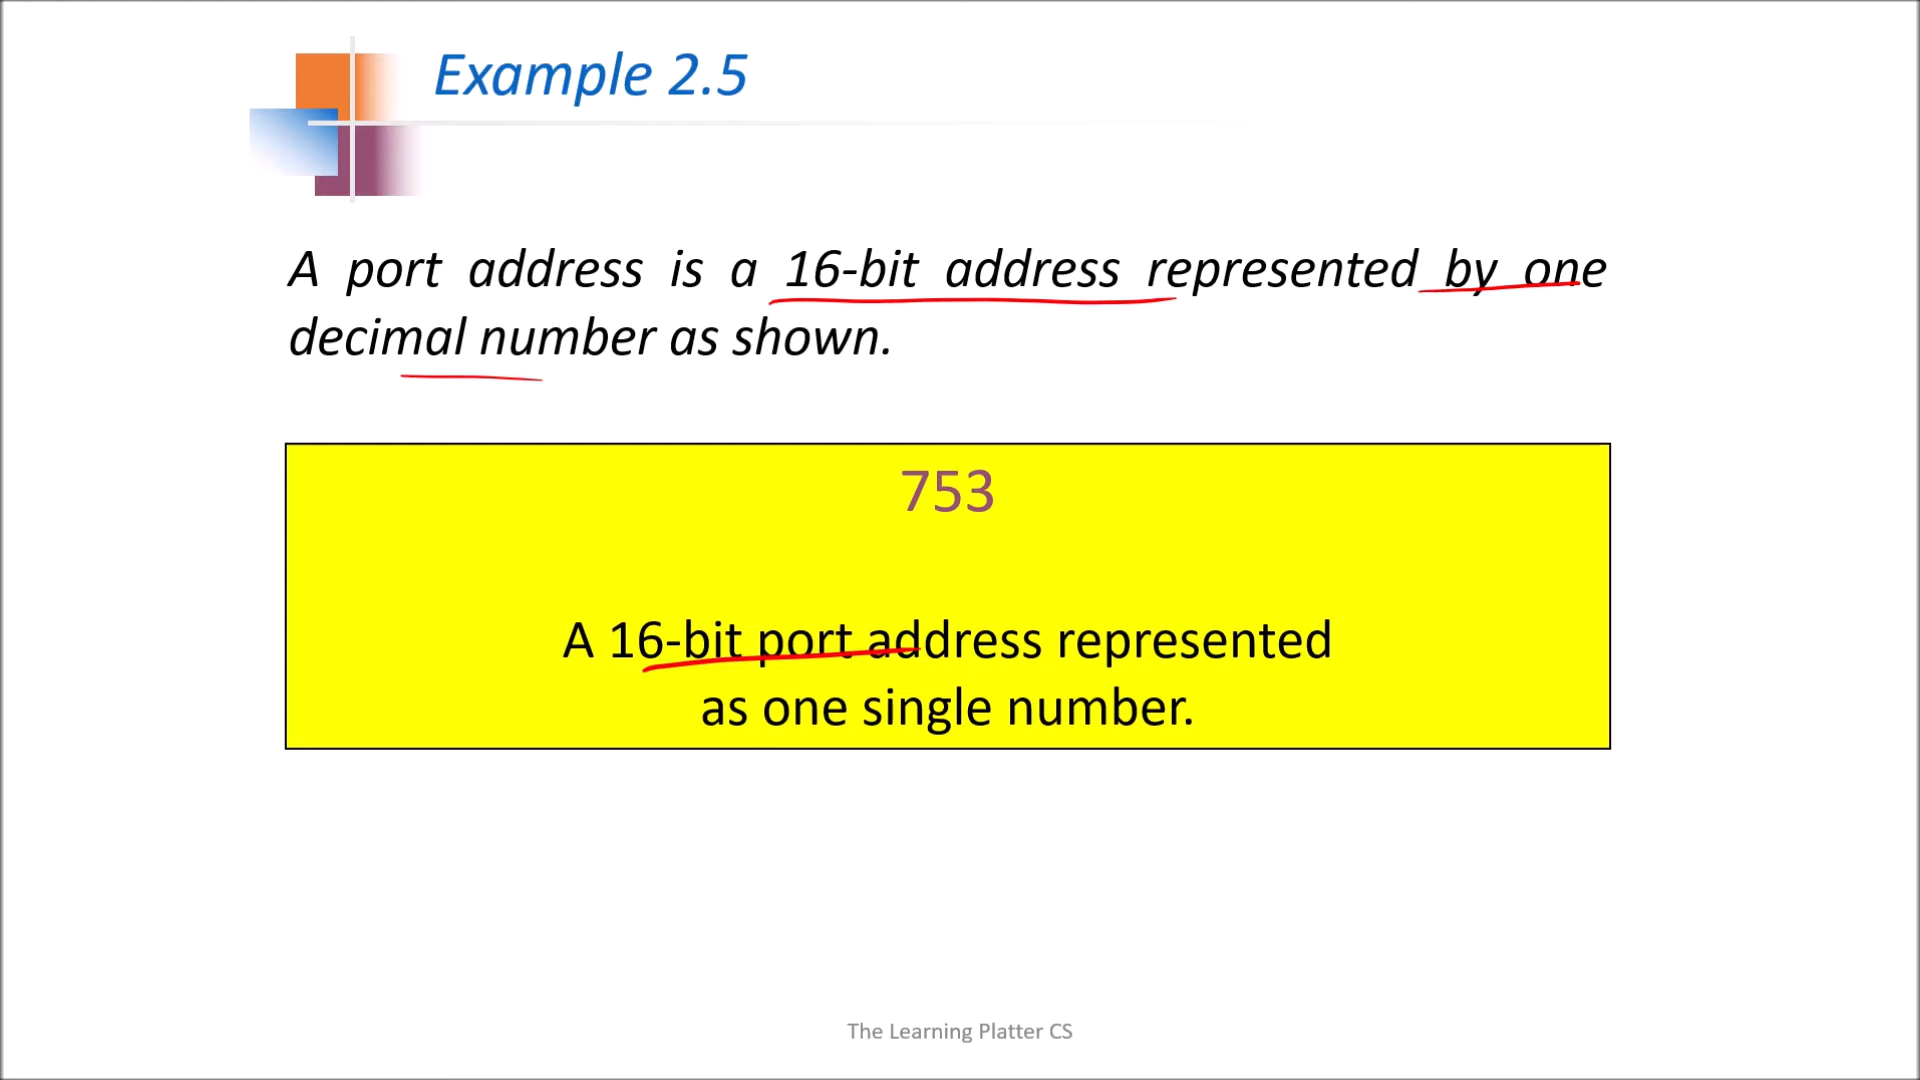 Example 2.5
A port address is a 16-bit address represented by one
decimal number as shown.
753
A 16-bit port address represented
as one single number.
The Learning Platter CS